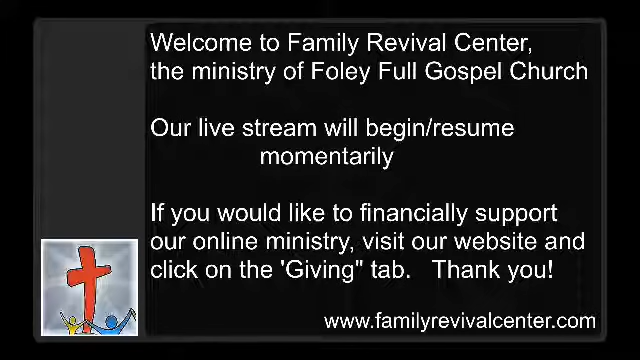 Welcome to Family Revival Center,
the ministry of Foley Full Gospel Church
Our live stream will begin/resume
momentarily
If you would like to financially support
our online ministry, visit our website and
click on the 'Giving" tab. Thank you!
www.familyrevivalcenter.com